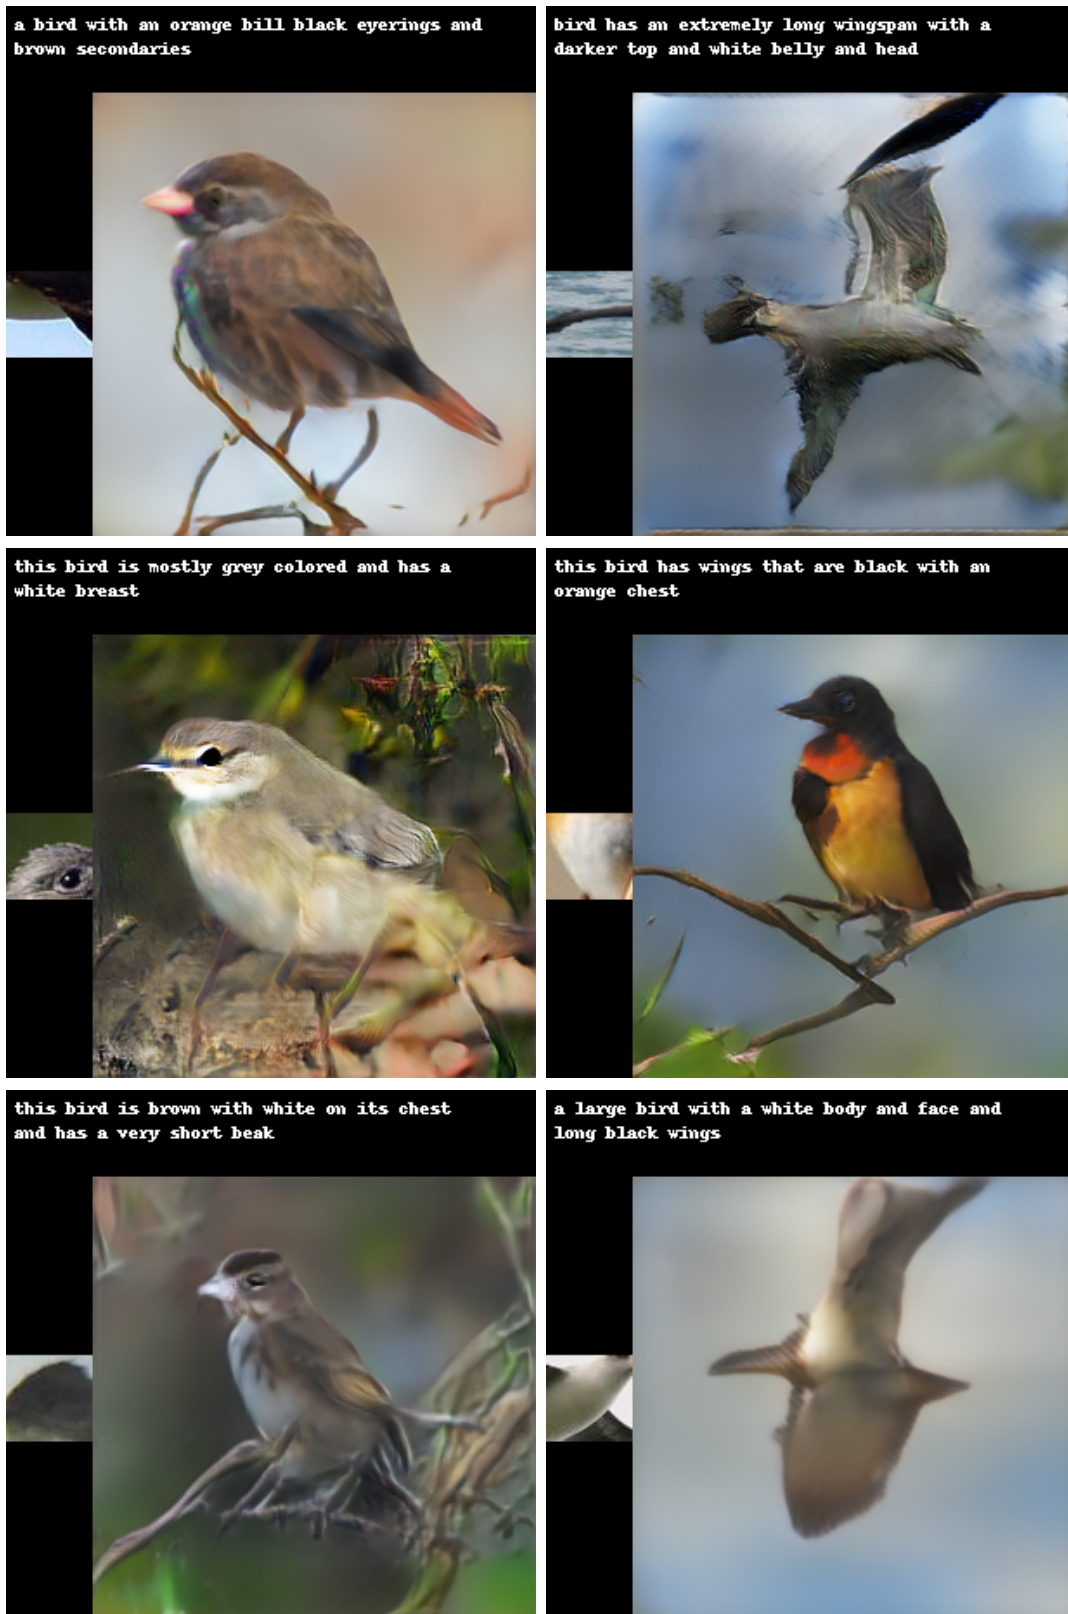 a bird with an orange bill black eyerings and
brown secondaries
bird has an extremely long wingspan with a
darker top and white belly and head
this bird is mostly grey colored and has a
white breast
this bird has wings that are black with an
orange chest
this bird is brown with white on its chest
and has a very short beak
a large bird with a white body and face and
long black wings